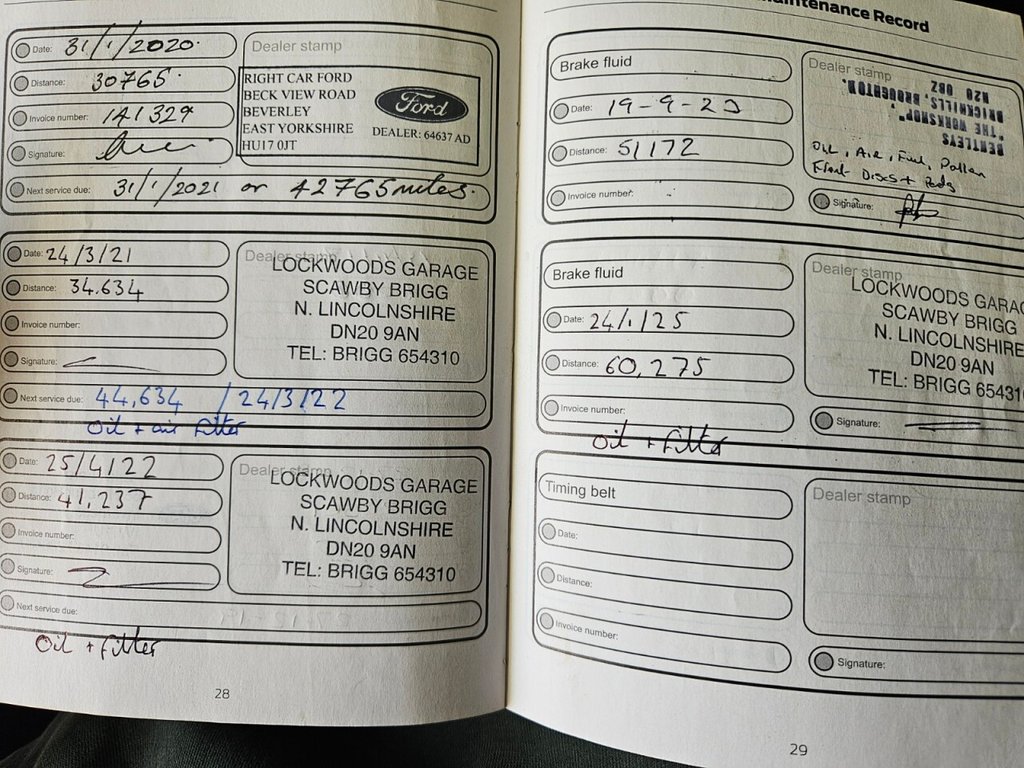 Date: 31/1/2020.
Distance: 30765.
Invoice number: 141329
Signature:
Next service due: 31/1/2021 or 42765 miles.
Dealer stamp
RIGHT CAR FORD
BECK VIEW ROAD
BEVERLEY
EAST YORKSHIRE
HU17 0JT
Ford
DEALER: 64637 AD
Date: 24/3/21
Distance: 34.634
Invoice number:
Signature:
Next service due: 44,634 / 24/3/22
Oil + air filter
Dealer stamp
LOCKWOODS GARAGE
SCAWBY BRIGG
N. LINCOLNSHIRE
DN20 9AN
TEL: BRIGG 654310
Date: 25/4/22
Distance: 41,237
Invoice number:
Signature:
Next service due:
Oil + filter
Dealer stamp
LOCKWOODS GARAGE
SCAWBY BRIGG
N. LINCOLNSHIRE
DN20 9AN
TEL: BRIGG 654310
28
Maintenance Record
Brake fluid
Date: 19-9-23
Distance: 51172
Invoice number:
Dealer stamp
BENTLEYS
"THE WORKSHOP",
BRICKHILLS, BROUGHTON.
Oil, Air, Fuel, Pollen
Front Discs + Pads
Signature:
Brake fluid
Date: 24/1/25
Distance: 60,275
Invoice number:
Oil + filter
Dealer stamp
LOCKWOODS GARAG
SCAWBY BRIGG
N. LINCOLNSHIRE
DN20 9AN
TEL: BRIGG 65431
Signature:
Timing belt
Date:
Distance:
Invoice number:
Dealer stamp
Signature:
29